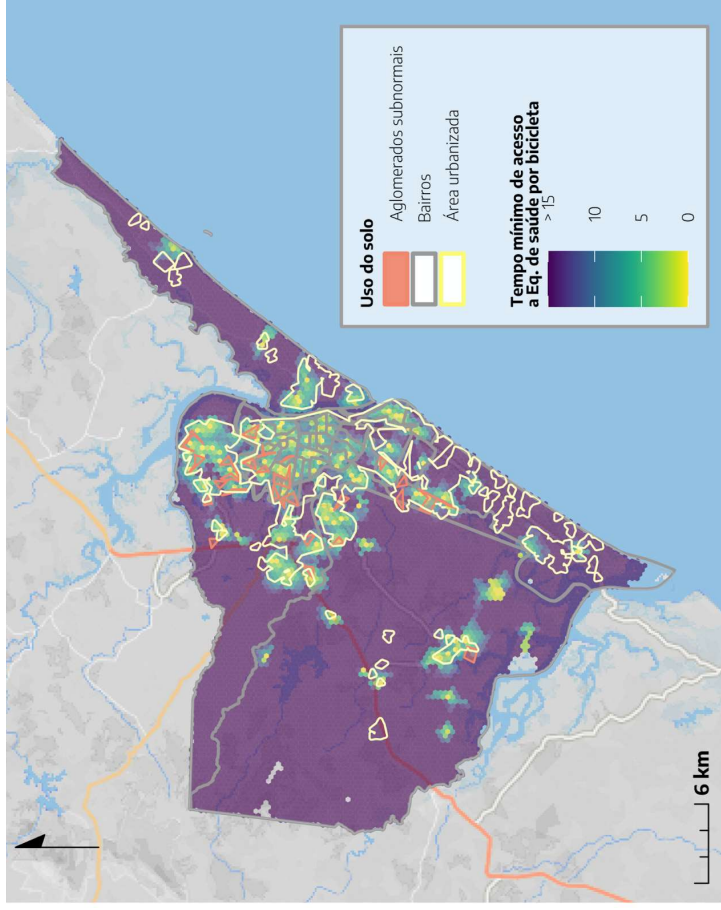 Uso do solo
Aglomerados subnormais
Bairros
Área urbanizada
Tempo mínimo de acesso
a Eq. de saúde por bicicleta
> 15
10
5
0
6 km